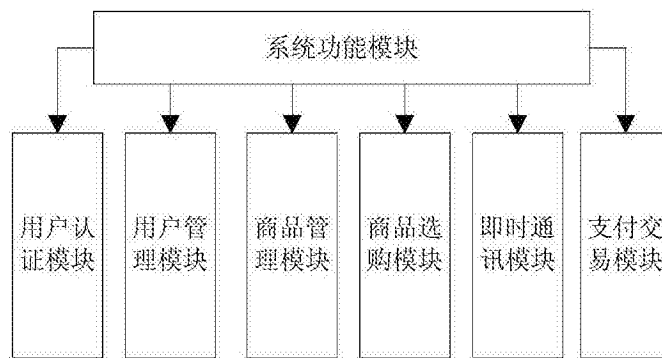 系统功能模块
用户认
证模块
用户管
理模块
商品管
理模块
商品选
购模块
即时通
讯模块
支付交
易模块